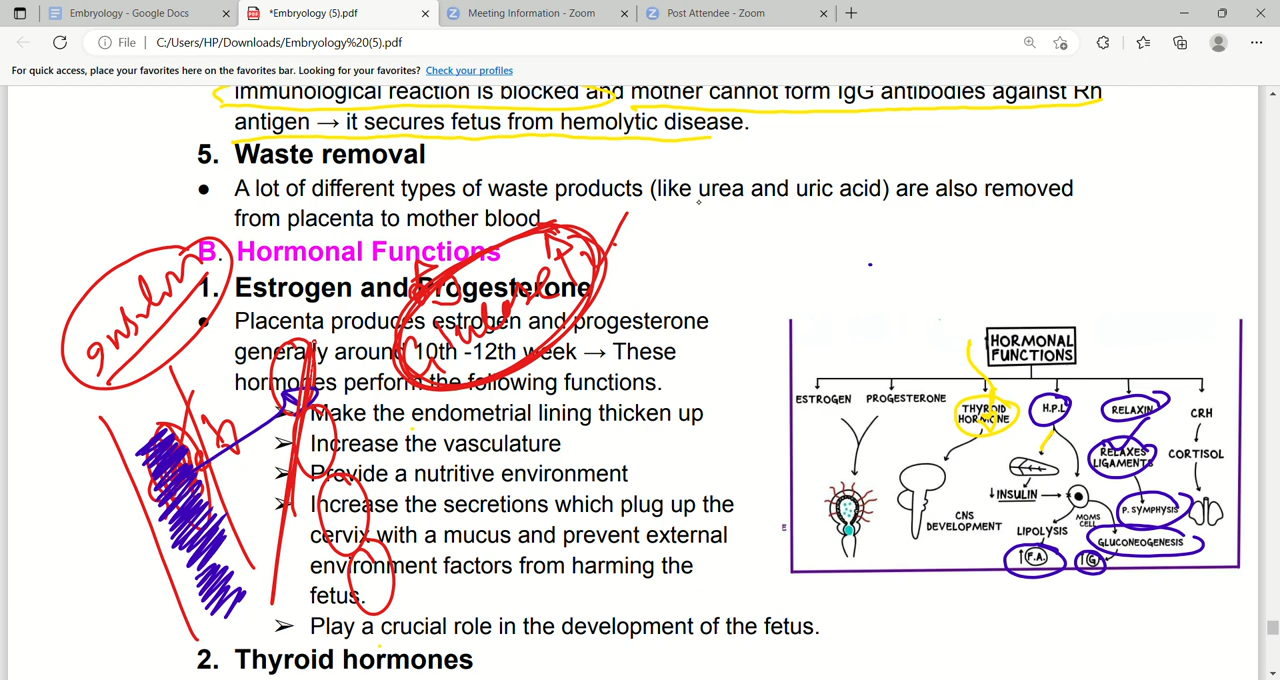 Embryology - Google Docs
*Embryology (5).pdf
Meeting Information - Zoom
Post Attendee - Zoom
File
C:/Users/HP/Downloads/Embryology%20(5).pdf
For quick access, place your favorites here on the favorites bar. Looking for your favorites? Check your profiles
immunological reaction is blocked and mother cannot form IgG antibodies against Rh
antigen → it secures fetus from hemolytic disease.
5. Waste removal
● A lot of different types of waste products (like urea and uric acid) are also removed
from placenta to mother blood.
B. Hormonal Functions
1. Estrogen and Progesterone
● Placenta produces estrogen and progesterone
generally around 10th -12th week → These
hormones perform the following functions.
➢ Make the endometrial lining thicken up
➢ Increase the vasculature
➢ Provide a nutritive environment
➢ Increase the secretions which plug up the
cervix with a mucus and prevent external
environment factors from harming the
fetus.
➢ Play a crucial role in the development of the fetus.
2. Thyroid hormones
HORMONAL
FUNCTIONS
ESTROGEN
PROGESTERONE
THYROID
HORMONE
H.P.L
RELAXIN
CRH
RELAXES
LIGAMENTS
CORTISOL
↓INSULIN
CNS
DEVELOPMENT
LIPOLYSIS
MOMS
CELL
P. SYMPHYSIS
GLUCONEOGENESIS
↑F.A.
↑G